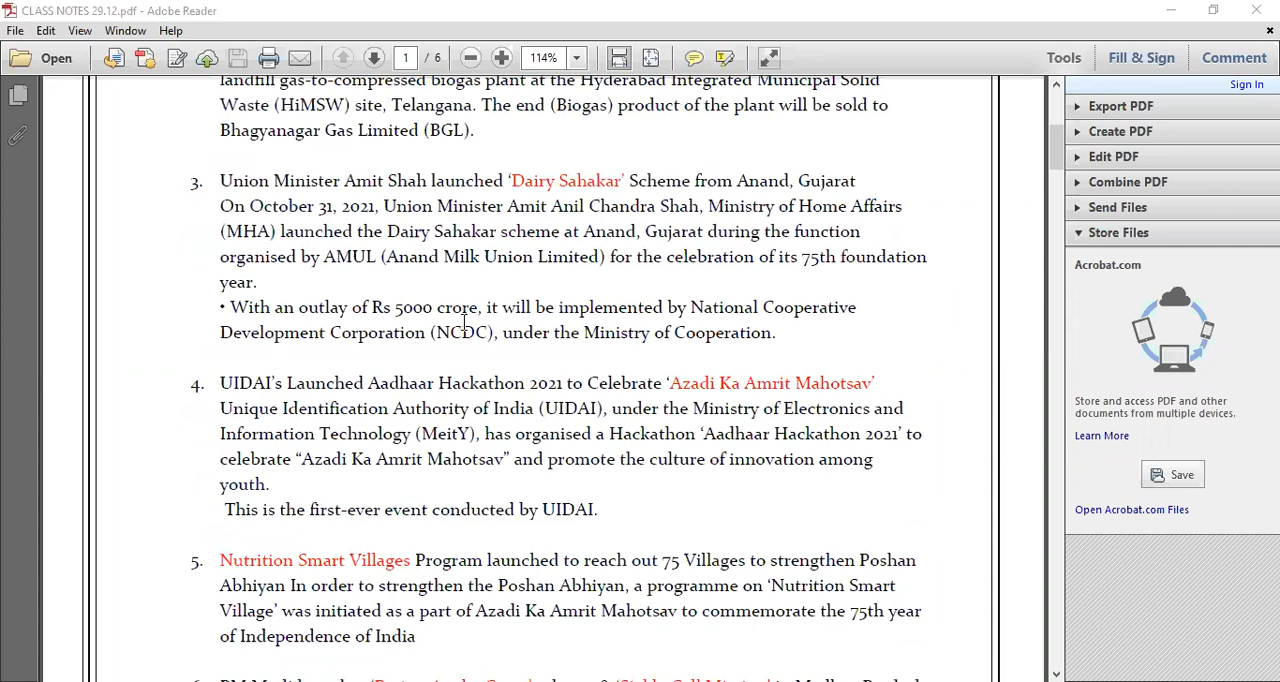 CLASS NOTES 29.12.pdf - Adobe Reader
File Edit View Window Help
Open 1 / 6 114% Tools Fill & Sign Comment
Sign In
Export PDF
Create PDF
Edit PDF
Combine PDF
Send Files
Store Files
Acrobat.com
Store and access PDF and other
documents from multiple devices.
Learn More
Save
Open Acrobat.com Files
landfill gas-to-compressed biogas plant at the Hyderabad Integrated Municipal Solid
Waste (HiMSW) site, Telangana. The end (Biogas) product of the plant will be sold to
Bhagyanagar Gas Limited (BGL).
3. Union Minister Amit Shah launched ‘Dairy Sahakar’ Scheme from Anand, Gujarat
On October 31, 2021, Union Minister Amit Anil Chandra Shah, Ministry of Home Affairs
(MHA) launched the Dairy Sahakar scheme at Anand, Gujarat during the function
organised by AMUL (Anand Milk Union Limited) for the celebration of its 75th foundation
year.
• With an outlay of Rs 5000 crore, it will be implemented by National Cooperative
Development Corporation (NCDC), under the Ministry of Cooperation.
4. UIDAI’s Launched Aadhaar Hackathon 2021 to Celebrate ‘Azadi Ka Amrit Mahotsav’
Unique Identification Authority of India (UIDAI), under the Ministry of Electronics and
Information Technology (MeitY), has organised a Hackathon ‘Aadhaar Hackathon 2021’ to
celebrate “Azadi Ka Amrit Mahotsav” and promote the culture of innovation among
youth.
This is the first-ever event conducted by UIDAI.
5. Nutrition Smart Villages Program launched to reach out 75 Villages to strengthen Poshan
Abhiyan In order to strengthen the Poshan Abhiyan, a programme on ‘Nutrition Smart
Village’ was initiated as a part of Azadi Ka Amrit Mahotsav to commemorate the 75th year
of Independence of India